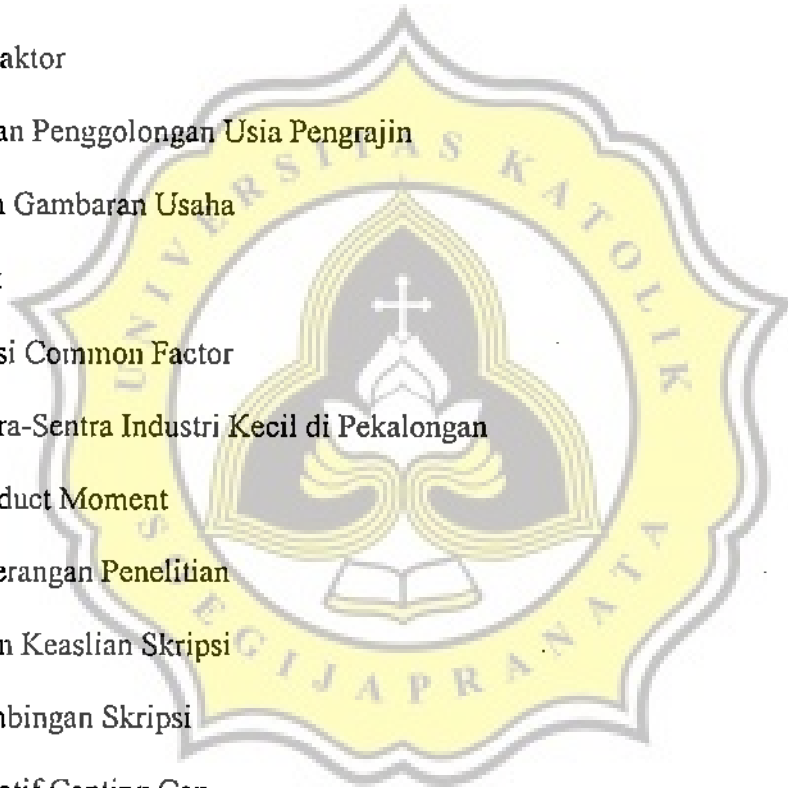 aktor
an Penggolongan Usia Pengrajin
n Gambaran Usaha
si Common Factor
ra-Sentra Industri Kecil di Pekalongan
duct Moment
erangan Penelitian
n Keaslian Skripsi
nbingan Skripsi
UNIVERSITAS KATOLIK
SOEGIJAPRANATA